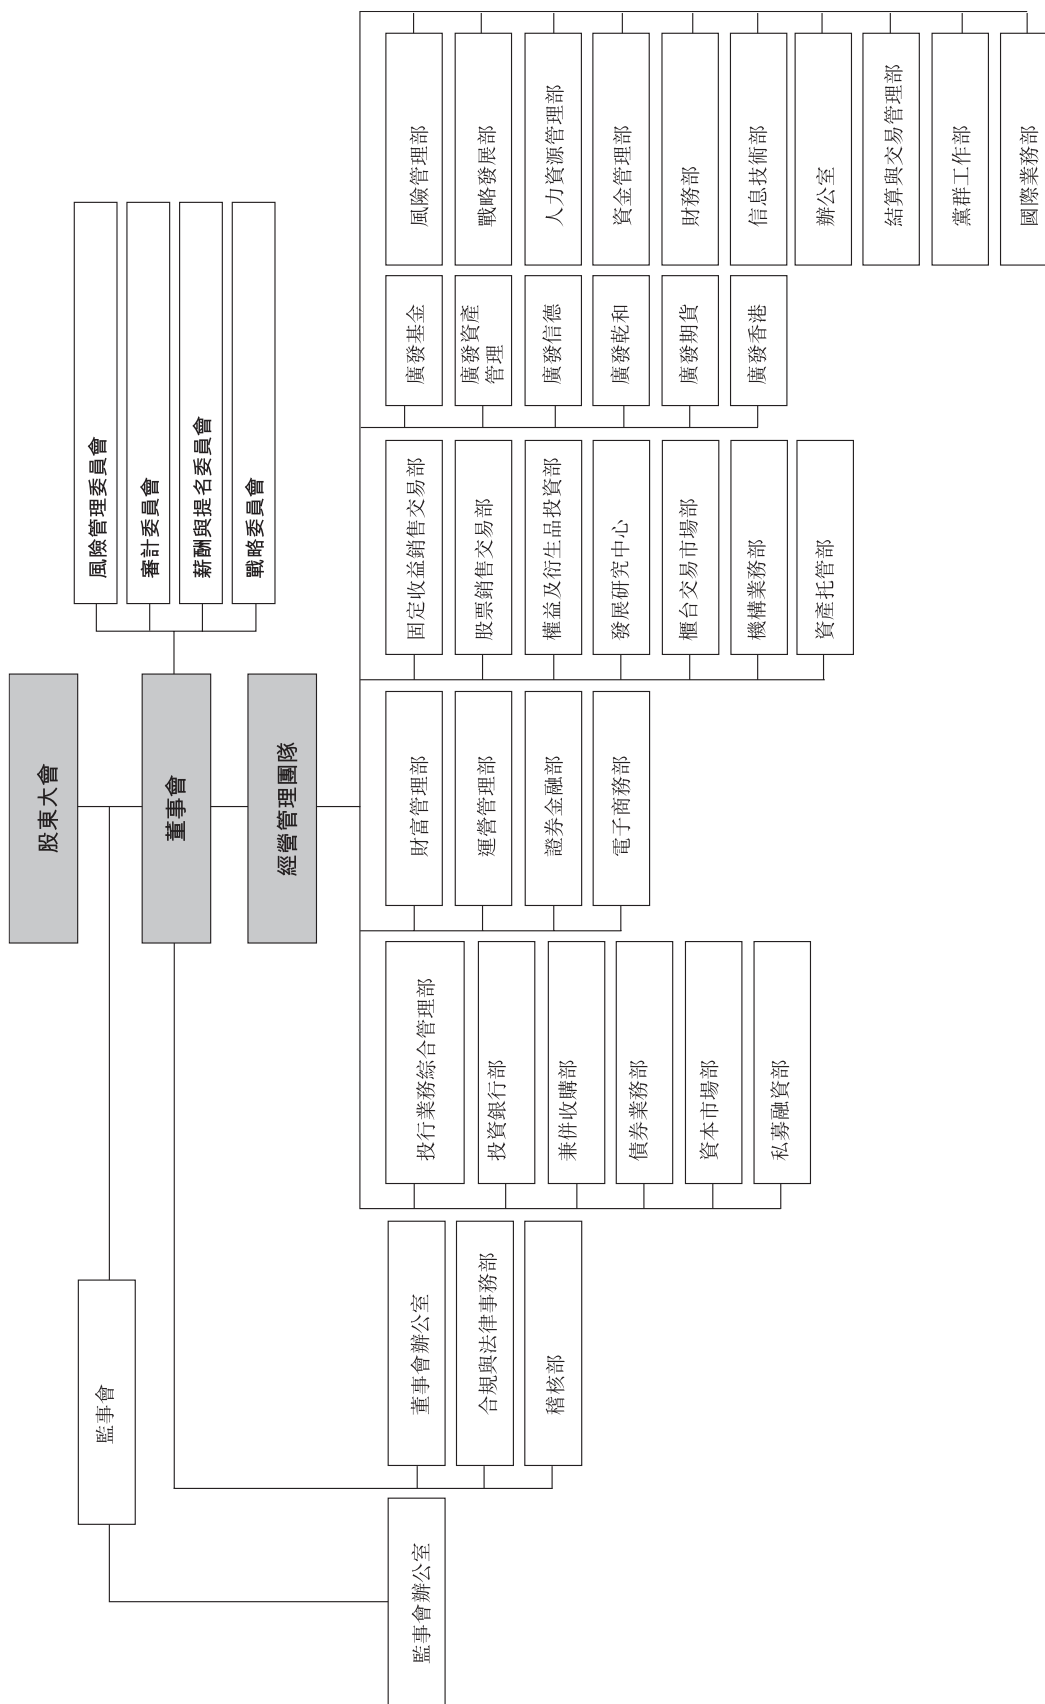 股東大會
監事會
董事會
風險管理委員會
審計委員會
薪酬與提名委員會
戰略委員會
經營管理團隊
監事會辦公室
董事會辦公室
合規與法律事務部
稽核部
投行業務綜合管理部
投資銀行部
兼併收購部
債券業務部
資本市場部
私募融資部
財富管理部
運營管理部
證券金融部
電子商務部
固定收益銷售交易部
股票銷售交易部
權益及衍生品投資部
發展研究中心
櫃台交易市場部
機構業務部
資產托管部
廣發基金
廣發資產
管理
廣發信德
廣發乾和
廣發期貨
廣發香港
風險管理部
戰略發展部
人力資源管理部
資金管理部
財務部
信息技術部
辦公室
結算與交易管理部
黨群工作部
國際業務部